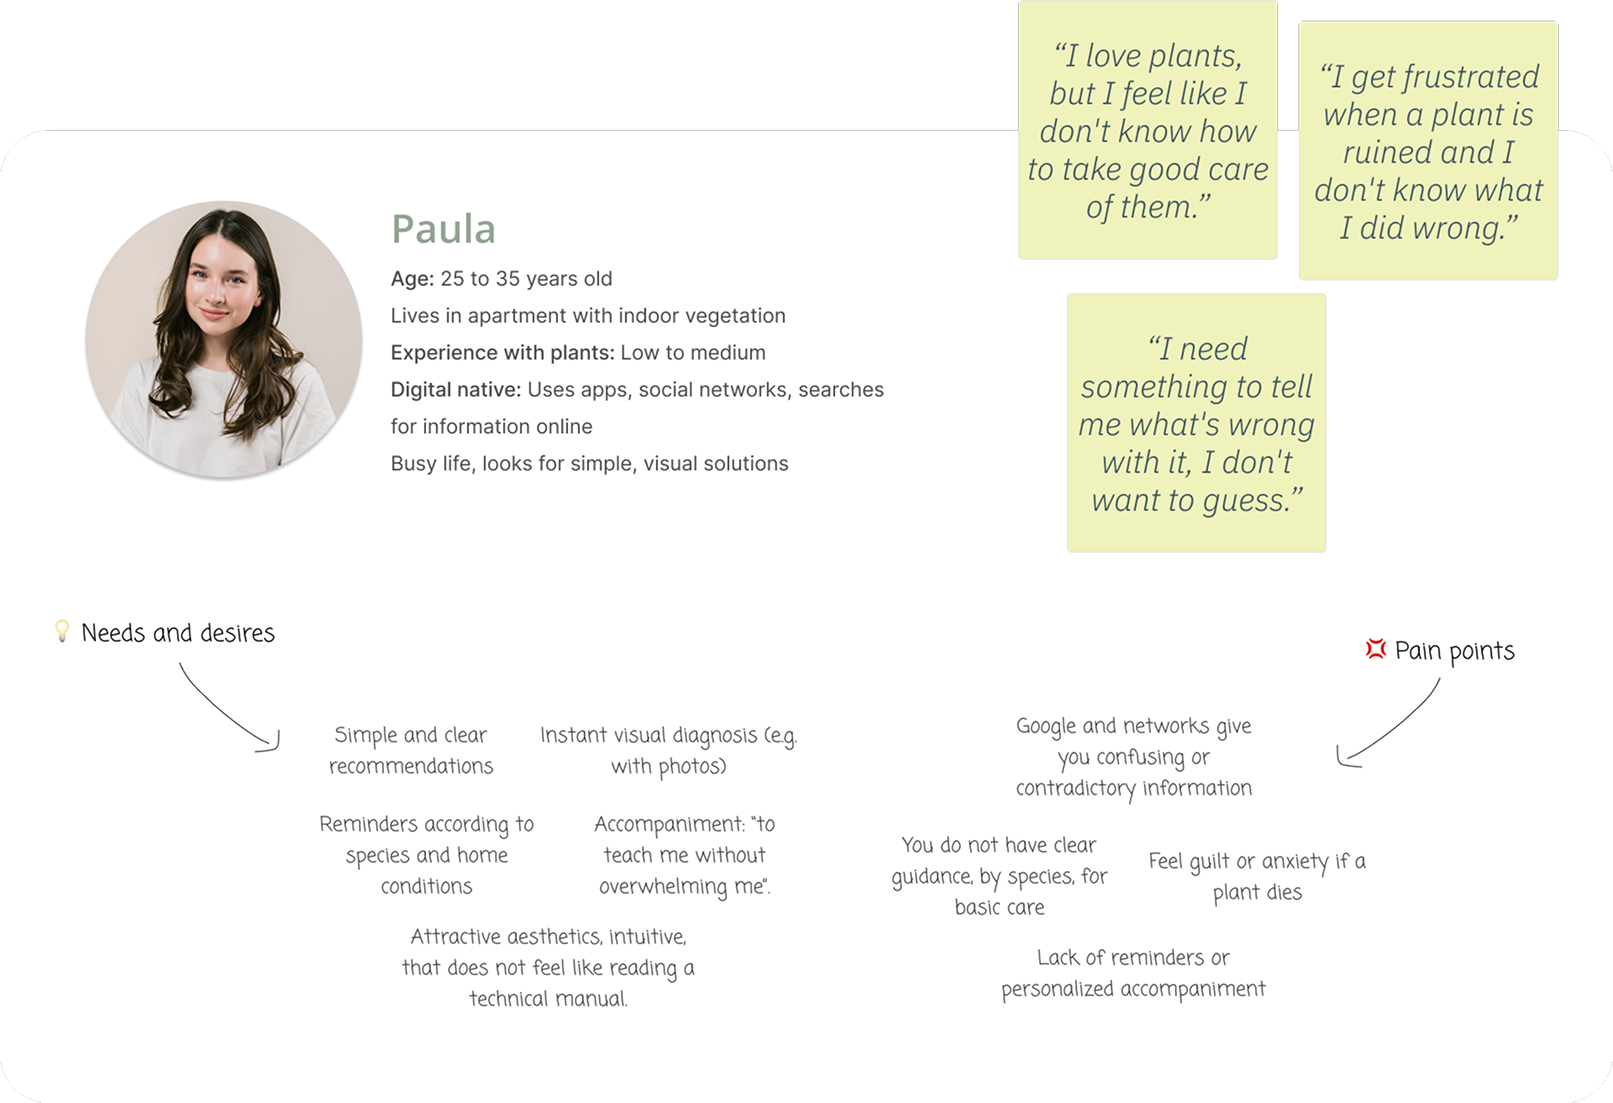 “I love plants,
but I feel like I
don't know how
to take good care
of them.”
“I get frustrated
when a plant is
ruined and I
don't know what
I did wrong.”
Paula
Age: 25 to 35 years old
Lives in apartment with indoor vegetation
Experience with plants: Low to medium
Digital native: Uses apps, social networks, searches
for information online
Busy life, looks for simple, visual solutions
“I need
something to tell
me what's wrong
with it, I don't
want to guess.”
Needs and desires
Simple and clear
recommendations
Instant visual diagnosis (e.g.
with photos)
Reminders according to
species and home
conditions
Accompaniment: “to
teach me without
overwhelming me”.
Attractive aesthetics, intuitive,
that does not feel like reading a
technical manual.
Pain points
Google and networks give
you confusing or
contradictory information
You do not have clear
guidance, by species, for
basic care
Feel guilt or anxiety if a
plant dies
Lack of reminders or
personalized accompaniment